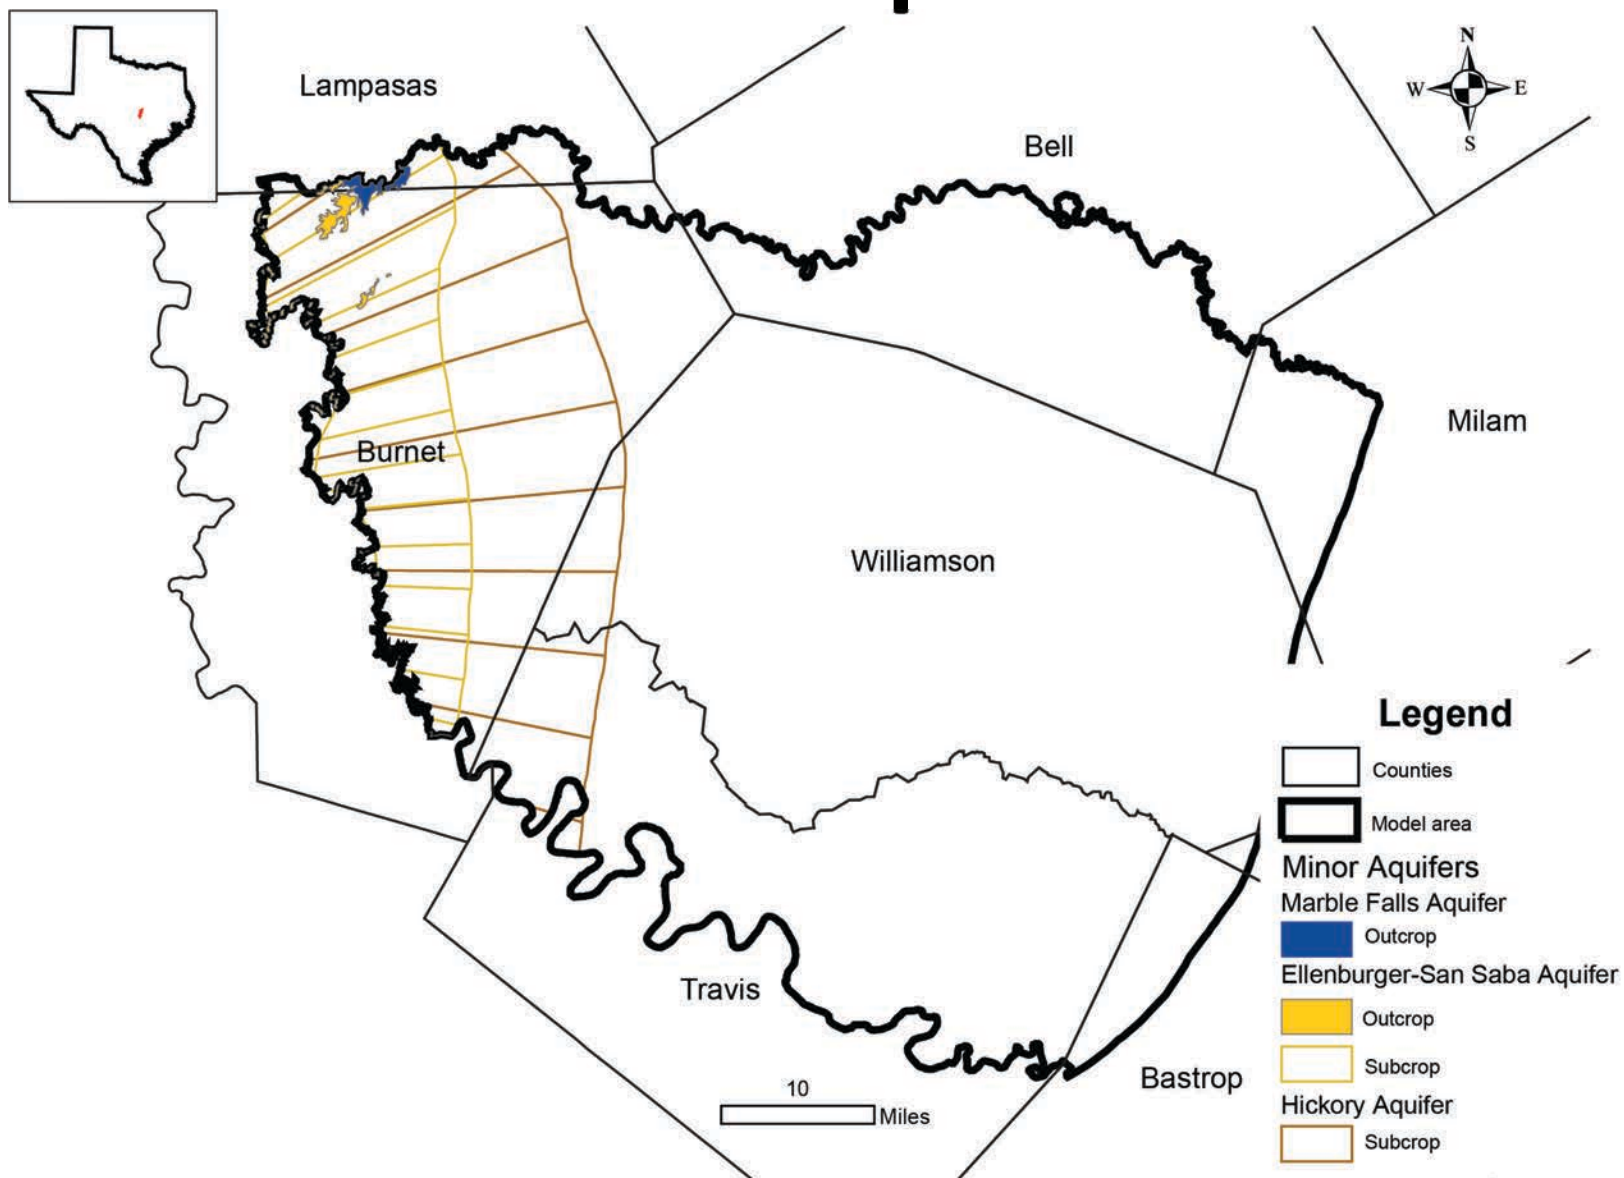 N
W E
S
Lampasas
Bell
Milam
Burnet
Williamson
Travis
Bastrop
10
Miles
Legend
Counties
Model area
Minor Aquifers
Marble Falls Aquifer
Outcrop
Ellenburger-San Saba Aquifer
Outcrop
Subcrop
Hickory Aquifer
Subcrop